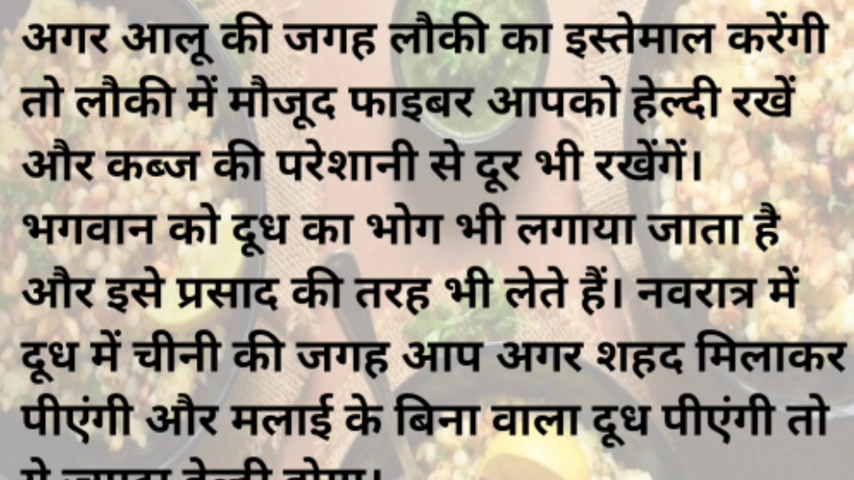 अगर आलू की जगह लौकी का इस्तेमाल करेंगी
तो लौकी में मौजूद फाइबर आपको हेल्दी रखें
और कब्ज की परेशानी से दूर भी रखेंगें।
भगवान को दूध का भोग भी लगाया जाता है
और इसे प्रसाद की तरह भी लेते हैं। नवरात्र में
दूध में चीनी की जगह आप अगर शहद मिलाकर
पीएंगी और मलाई के बिना वाला दूध पीएंगी तो
ये ज्यादा हेल्दी होगा।